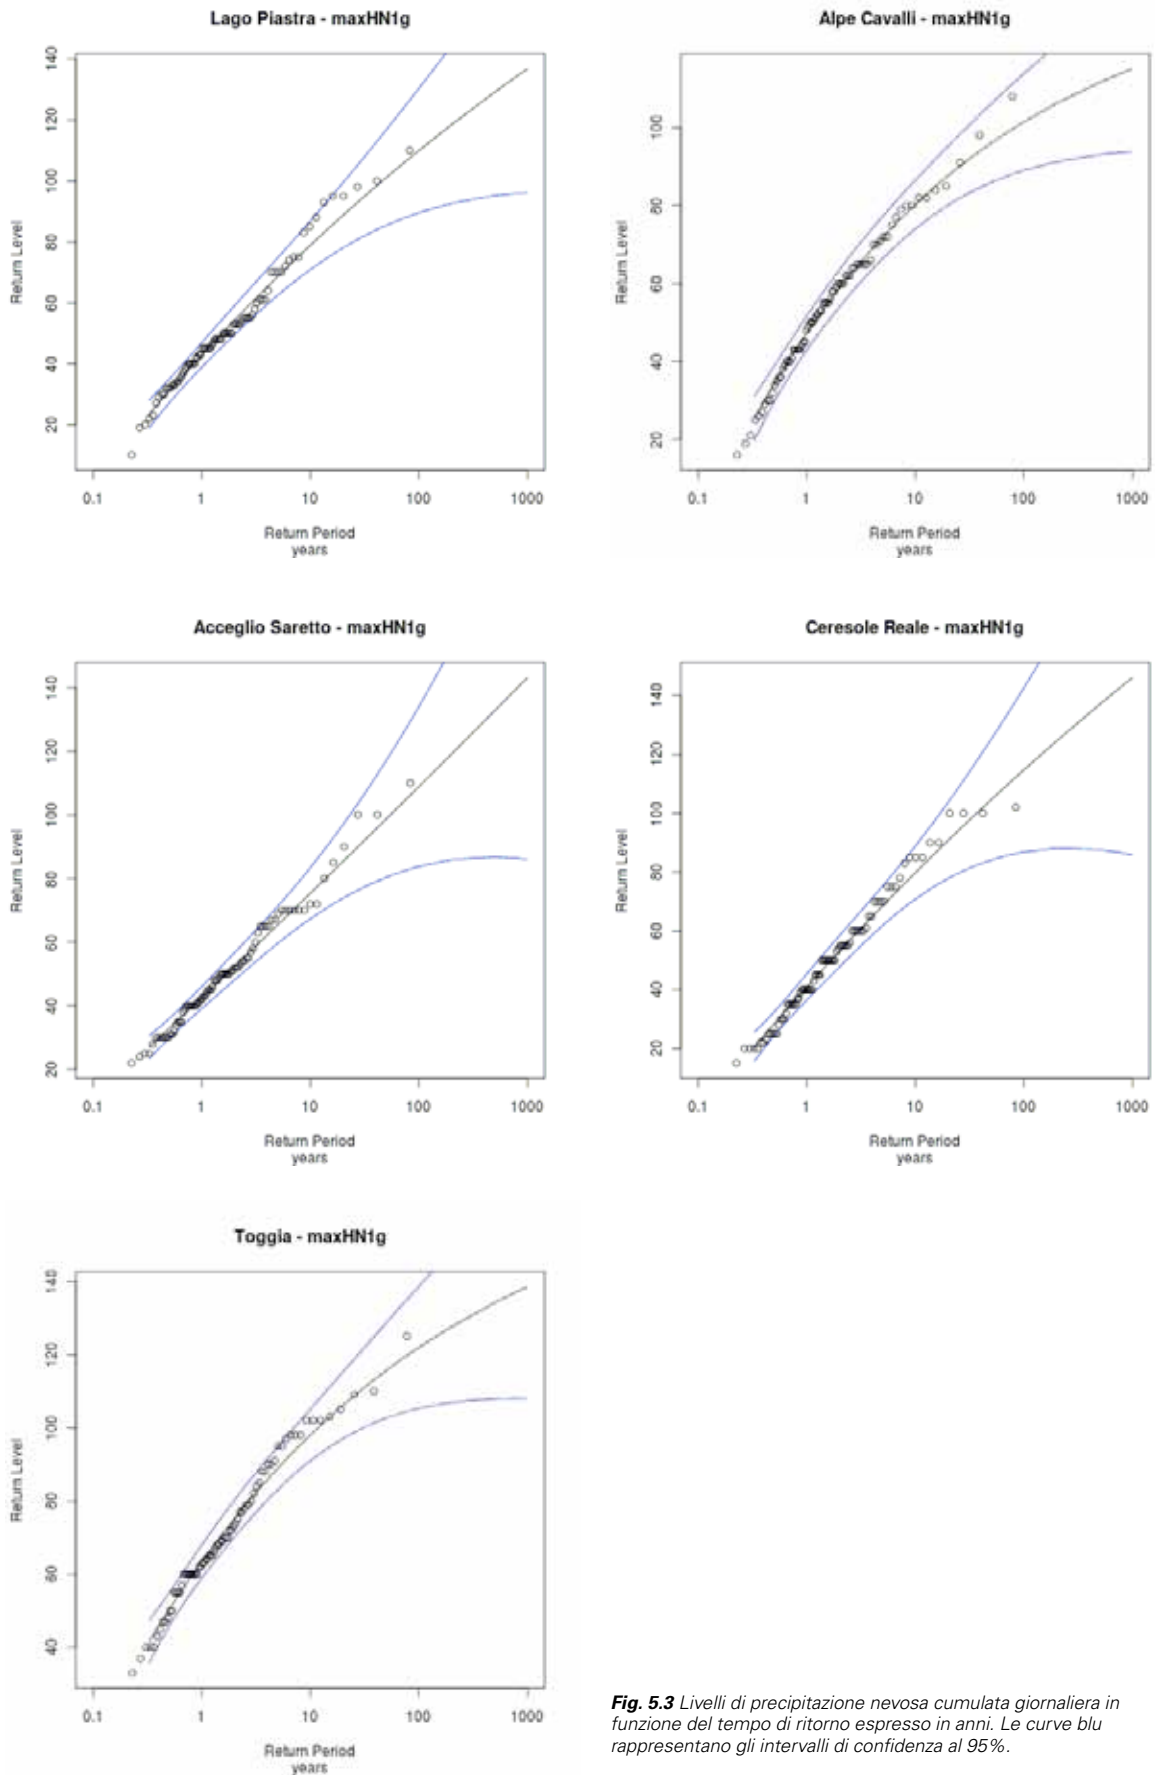 Lago Piastra - maxHN1g
Return Level
140
120
100
80
60
40
20
0.1 1 10 100 1000
Return Period
years
Alpe Cavalli - maxHN1g
Return Level
100
80
60
40
20
0.1 1 10 100 1000
Return Period
years
Acceglio Saretto - maxHN1g
Return Level
140
120
100
80
60
40
20
0.1 1 10 100 1000
Return Period
years
Ceresole Reale - maxHN1g
Return Level
140
120
100
80
60
40
20
0.1 1 10 100 1000
Return Period
years
Toggia - maxHN1g
Return Level
140
120
100
80
60
40
0.1 1 10 100 1000
Return Period
years
Fig. 5.3 Livelli di precipitazione nevosa cumulata giornaliera in
funzione del tempo di ritorno espresso in anni. Le curve blu
rappresentano gli intervalli di confidenza al 95%.